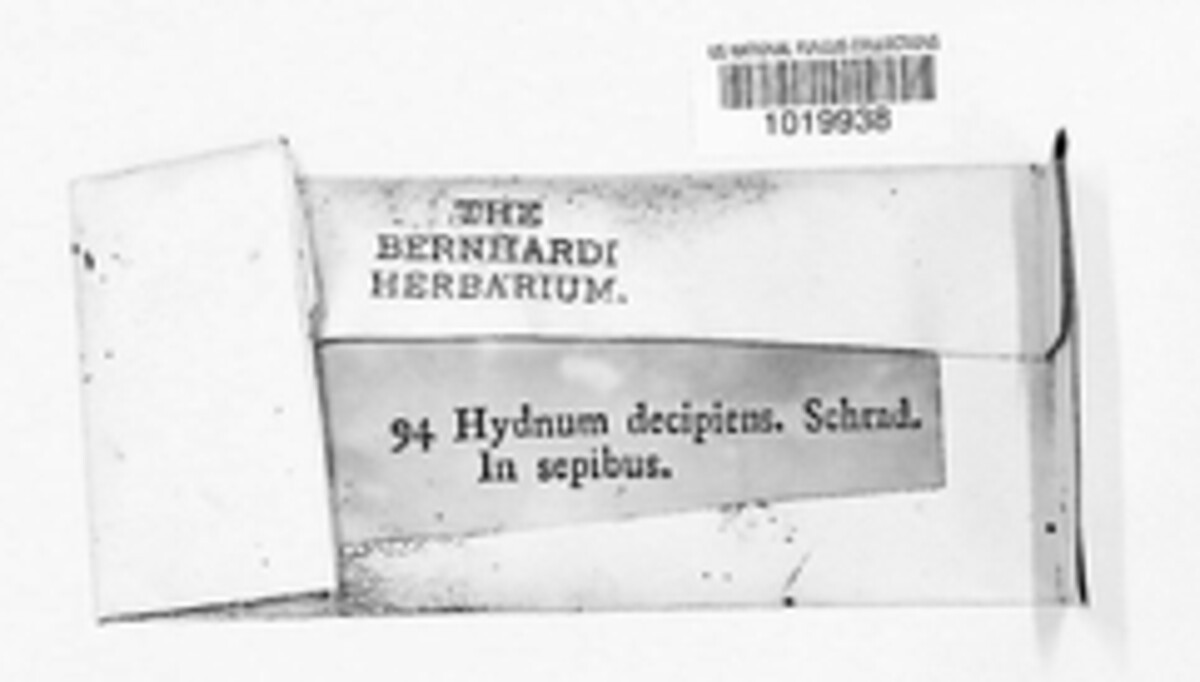 US NATIONAL FUNGUS COLLECTIONS
1019938
THE
BERNHARDI
HERBARIUM.
94 Hydnum decipiens. Schrad.
In sepibus.